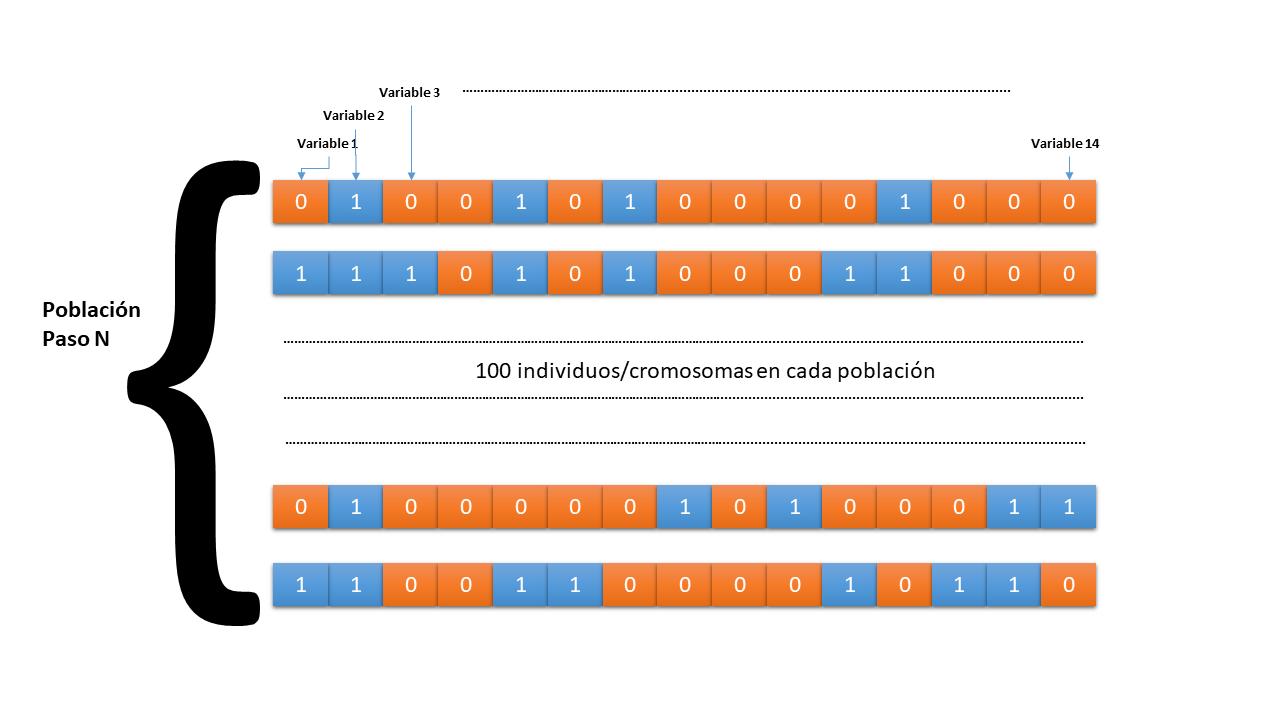 Variable 3
Variable 2
Variable 1
Variable 14
0 1 0 0 1 0 1 0 0 0 0 1 0 0 0
1 1 1 0 1 0 1 0 0 0 1 1 0 0 0
Población
Paso N
100 individuos/cromosomas en cada población
0 1 0 0 0 0 0 1 0 1 0 0 0 1 1
1 1 0 0 1 1 0 0 0 0 1 0 1 1 0